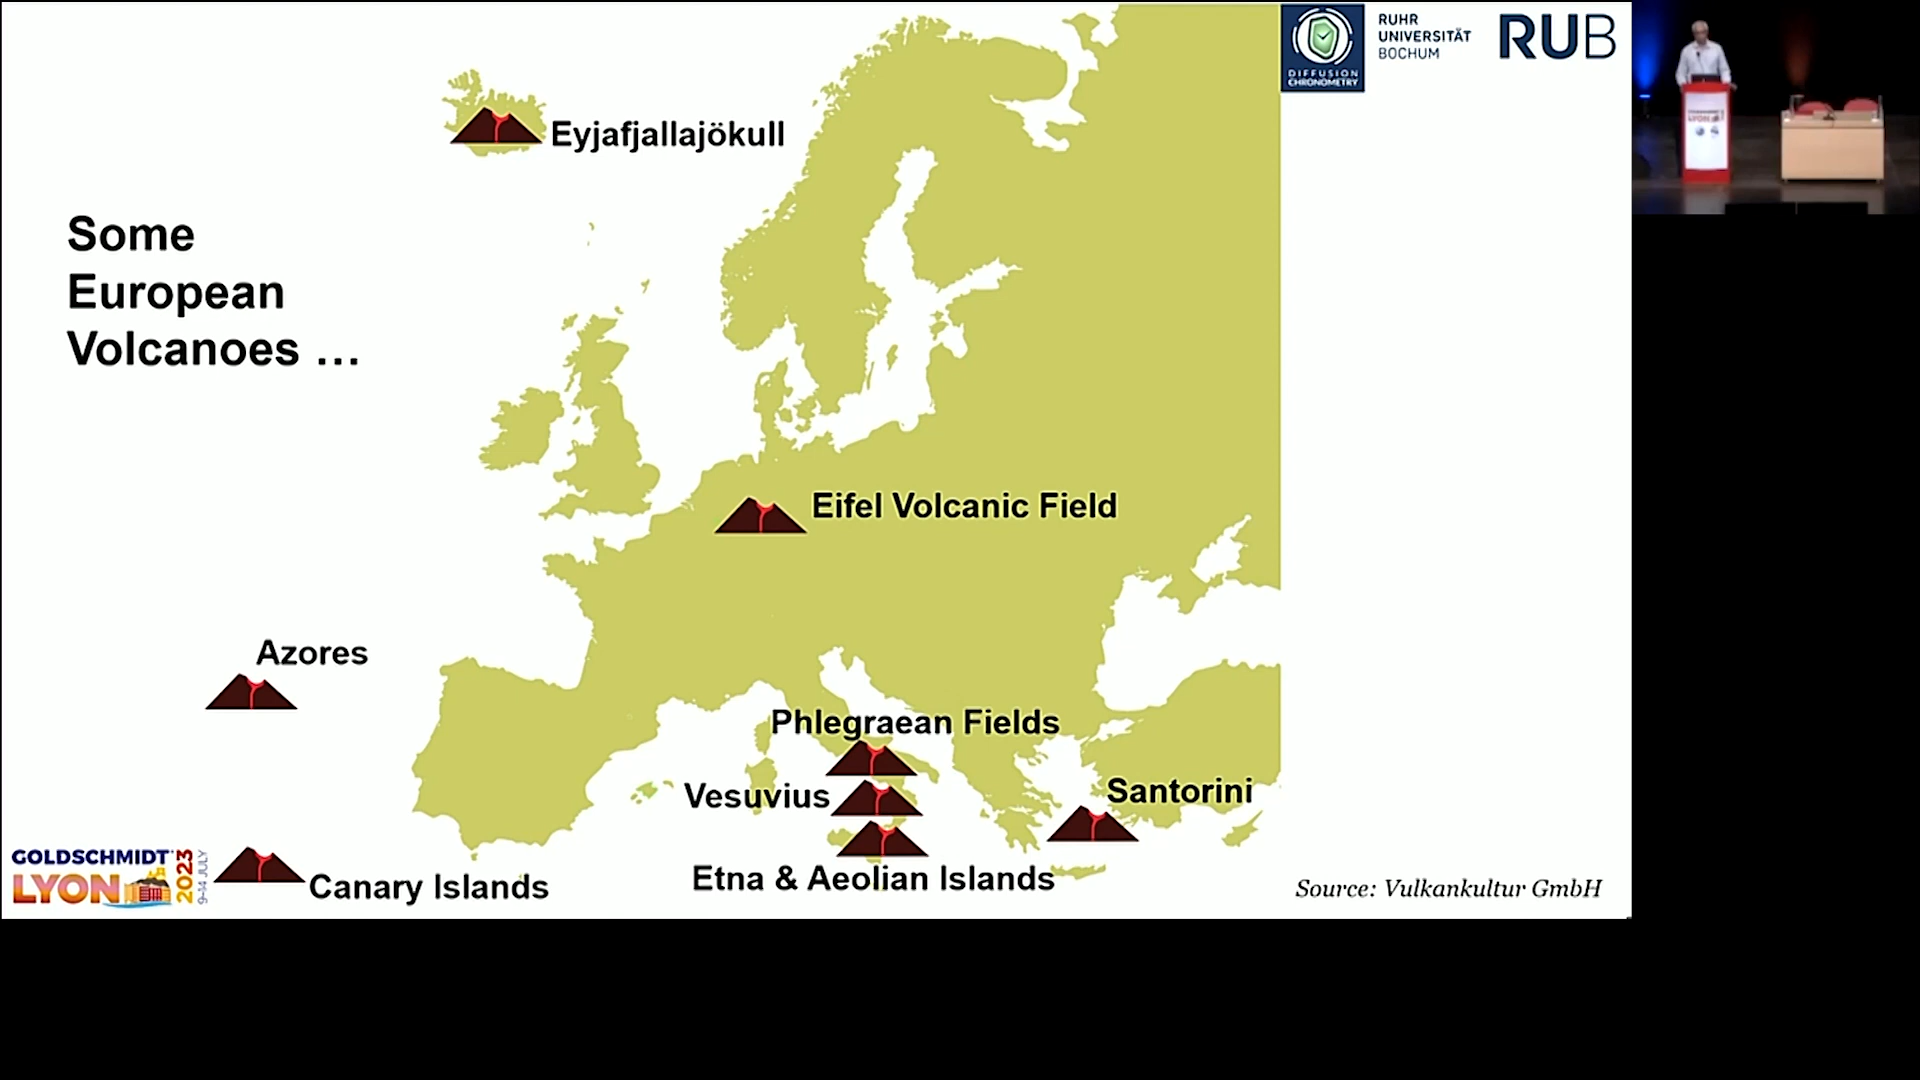 DIFFUSION
CHRONOMETRY
RUHR
UNIVERSITÄT
BOCHUM
RUB
Eyjafjallajökull
Some
European
Volcanoes ...
Eifel Volcanic Field
Azores
Phlegraean Fields
Vesuvius
Santorini
Etna & Aeolian Islands
Canary Islands
GOLDSCHMIDT
LYON
2023
9-14 JULY
Source: Vulkankultur GmbH
LYON